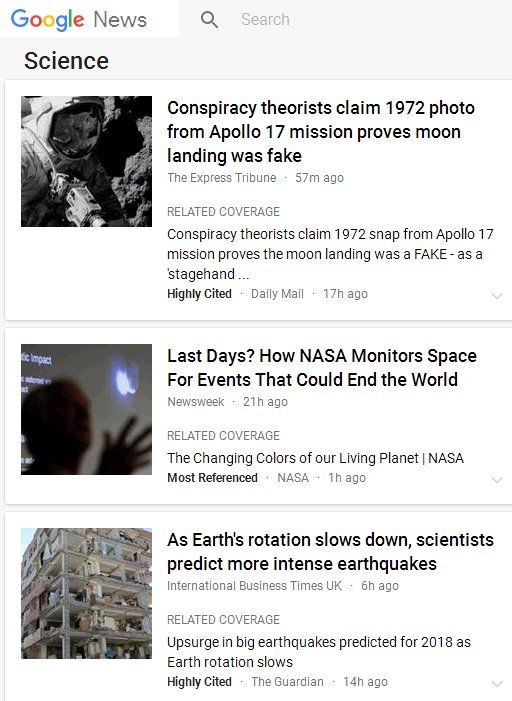 Google News
Search
Science
Conspiracy theorists claim 1972 photo
from Apollo 17 mission proves moon
landing was fake
The Express Tribune · 57m ago
RELATED COVERAGE
Conspiracy theorists claim 1972 snap from Apollo 17
mission proves the moon landing was a FAKE - as a
'stagehand ...
Highly Cited · Daily Mail · 17h ago
Impact
Last Days? How NASA Monitors Space
For Events That Could End the World
Newsweek · 21h ago
RELATED COVERAGE
The Changing Colors of our Living Planet | NASA
Most Referenced · NASA · 1h ago
As Earth's rotation slows down, scientists
predict more intense earthquakes
International Business Times UK · 6h ago
RELATED COVERAGE
Upsurge in big earthquakes predicted for 2018 as
Earth rotation slows
Highly Cited · The Guardian · 14h ago